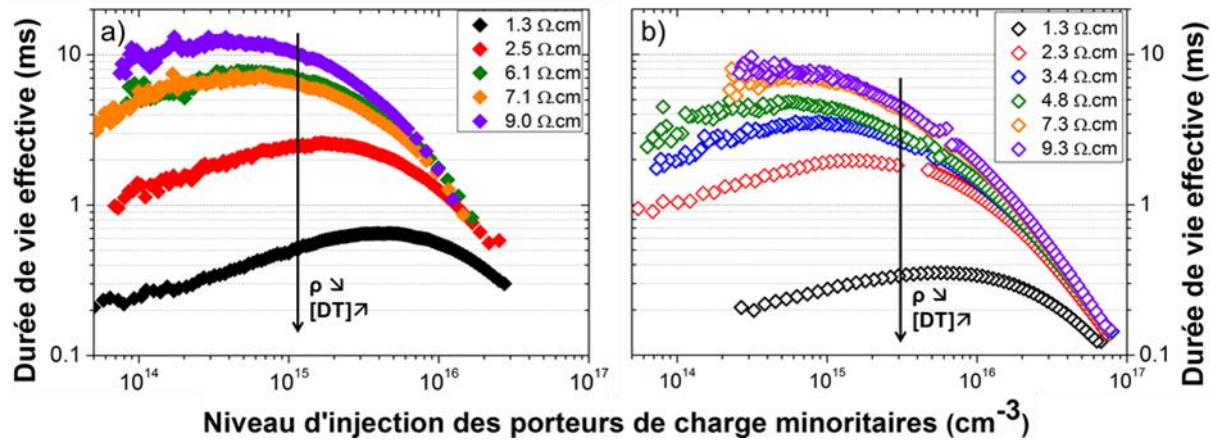 a)
1.3 Ω.cm
2.5 Ω.cm
6.1 Ω.cm
7.1 Ω.cm
9.0 Ω.cm
10
1
0.1
Durée de vie effective (ms)
ρ ↘
[DT]↗
10¹⁴
10¹⁵
10¹⁶
10¹⁷
b)
1.3 Ω.cm
2.3 Ω.cm
3.4 Ω.cm
4.8 Ω.cm
7.3 Ω.cm
9.3 Ω.cm
10
1
0.1
Durée de vie effective (ms)
ρ ↘
[DT]↗
10¹⁴
10¹⁵
10¹⁶
10¹⁷
Niveau d'injection des porteurs de charge minoritaires (cm⁻³)